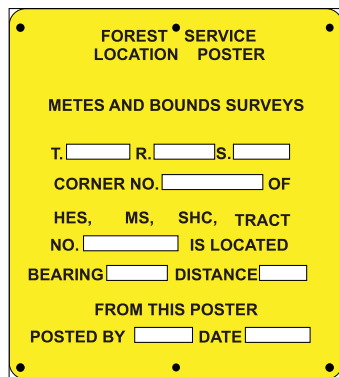 FOREST SERVICE
LOCATION POSTER
METES AND BOUNDS SURVEYS
T. R. S.
CORNER NO. OF
HES, MS, SHC, TRACT
NO. IS LOCATED
BEARING DISTANCE
FROM THIS POSTER
POSTED BY DATE